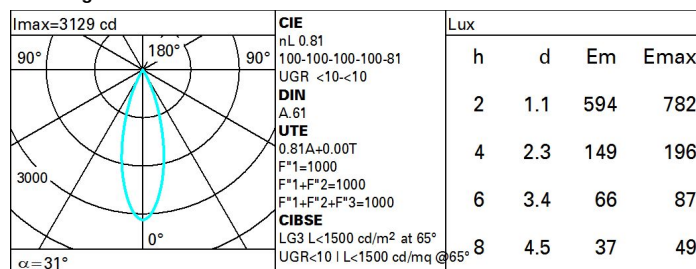 Imax=3129 cd
90° 180° 90°
3000
0°
α=31°
CIE
nL 0.81
100-100-100-100-81
UGR <10-<10
DIN
A.61
UTE
0.81A+0.00T
F"1=1000
F"1+F"2=1000
F"1+F"2+F"3=1000
CIBSE
LG3 L<1500 cd/m² at 65°
UGR<10 | L<1500 cd/mq @65°
Lux
h d Em Emax
2 1.1 594 782
4 2.3 149 196
6 3.4 66 87
8 4.5 37 49